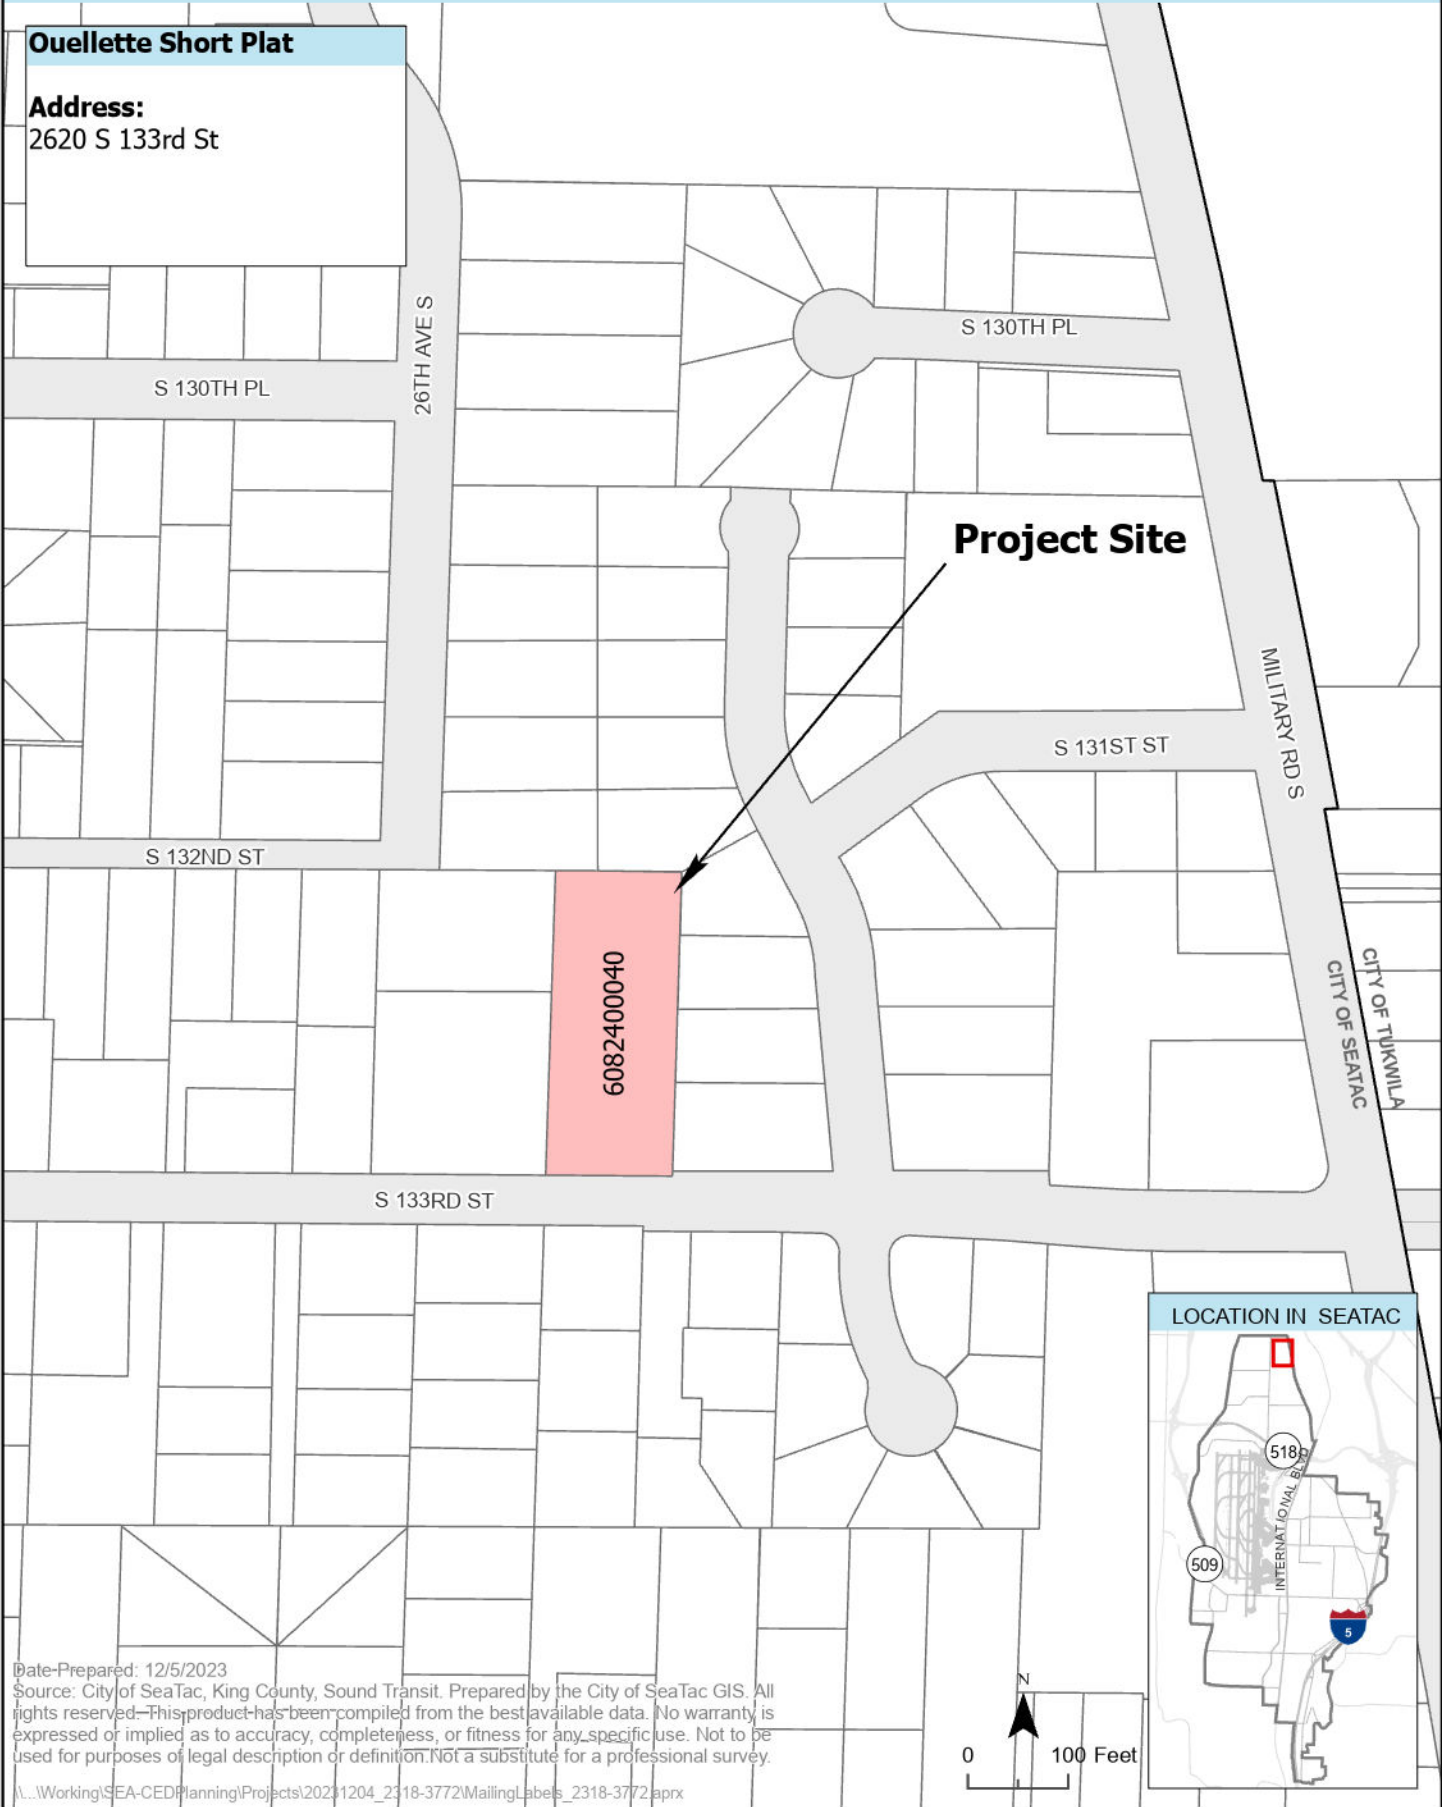 Ouellette Short Plat
Address:
2620 S 133rd St
S 130TH PL
26TH AVE S
S 130TH PL
Project Site
MILITARY RD S
S 131ST ST
S 132ND ST
6082400040
CITY OF SEATAC
CITY OF TUKWILA
S 133RD ST
LOCATION IN SEATAC
518
INTERNATIONAL BLVD
509
5
Date Prepared: 12/5/2023
Source: City of SeaTac, King County, Sound Transit. Prepared by the City of SeaTac GIS. All
rights reserved. This product has been compiled from the best available data. No warranty is
expressed or implied as to accuracy, completeness, or fitness for any specific use. Not to be
used for purposes of legal description or definition.Not a substitute for a professional survey.
\\...\Working\SEA-CEDPlanning\Projects\20231204_2318-3772\MailingLabels_2318-3772.aprx
N
0 100 Feet